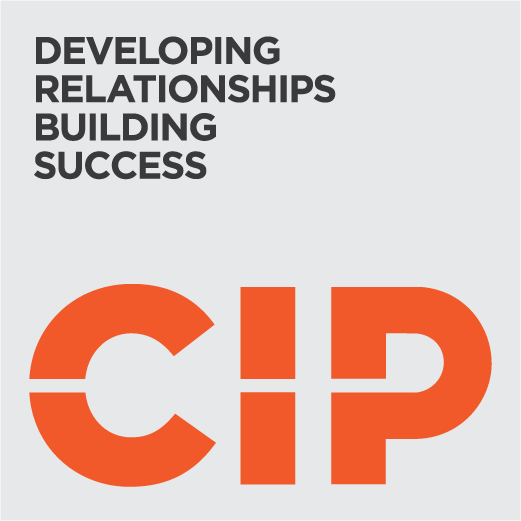 DEVELOPING
RELATIONSHIPS
BUILDING
SUCCESS
CIP